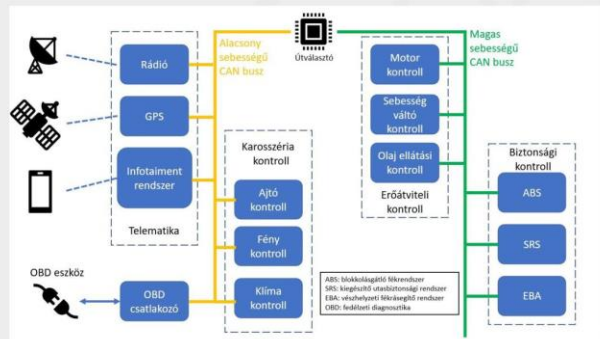 Alacsony
sebességű
CAN busz
Útválasztó
Magas
sebességű
CAN busz
Rádió
GPS
Infotaiment
rendszer
Telematika
OBD eszköz
OBD
csatlakozó
Karosszéria
kontroll
Ajtó
kontroll
Fény
kontroll
Klíma
kontroll
Motor
kontroll
Sebesség
váltó
kontroll
Olaj ellátási
kontroll
Erőátviteli
kontroll
Biztonsági
kontroll
ABS
SRS
EBA
ABS: blokkolásgátló fékrendszer
SRS: kiegészítő utasbiztonsági rendszer
EBA: vészhelyzeti fékrásegítő rendszer
OBD: fedélzeti diagnosztika